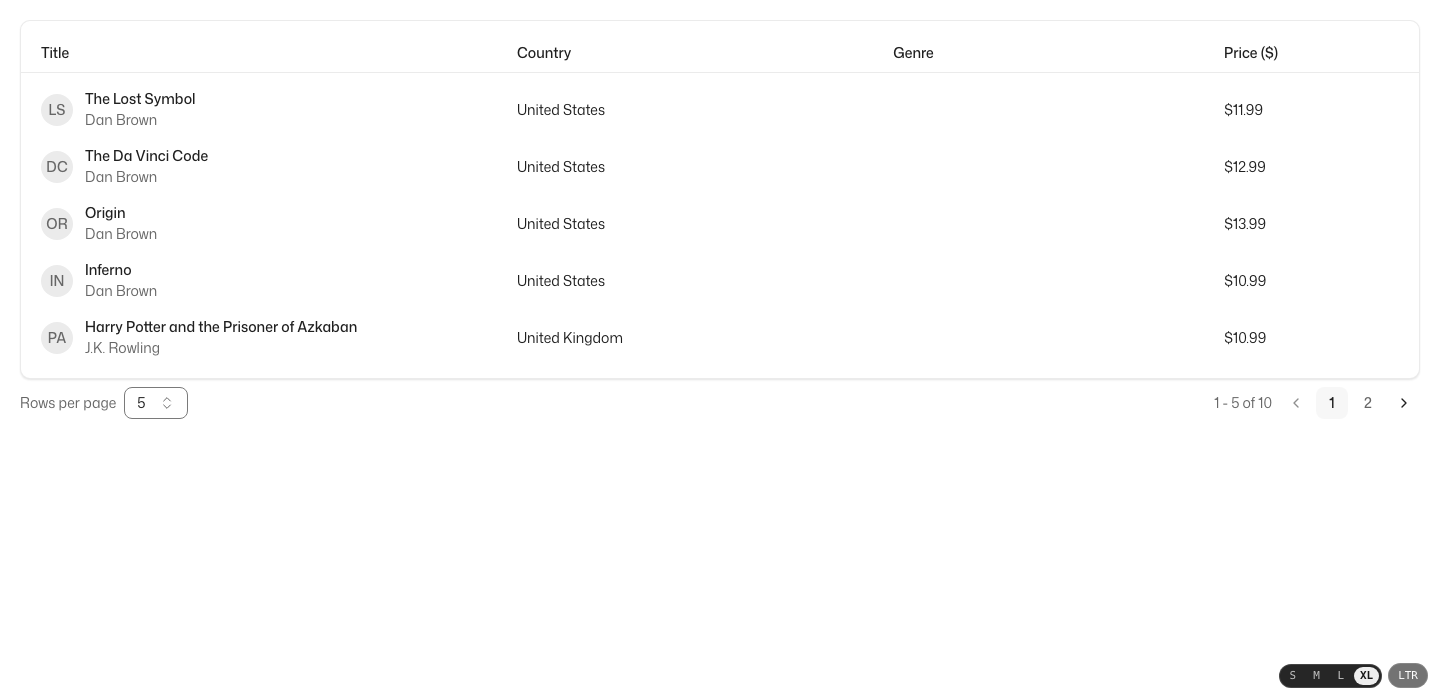 Title Country Genre Price ($)
LS The Lost Symbol
Dan Brown
United States $11.99
DC The Da Vinci Code
Dan Brown
United States $12.99
OR Origin
Dan Brown
United States $13.99
IN Inferno
Dan Brown
United States $10.99
PA Harry Potter and the Prisoner of Azkaban
J.K. Rowling
United Kingdom $10.99
Rows per page 5 1 - 5 of 10 1 2
S M L XL LTR